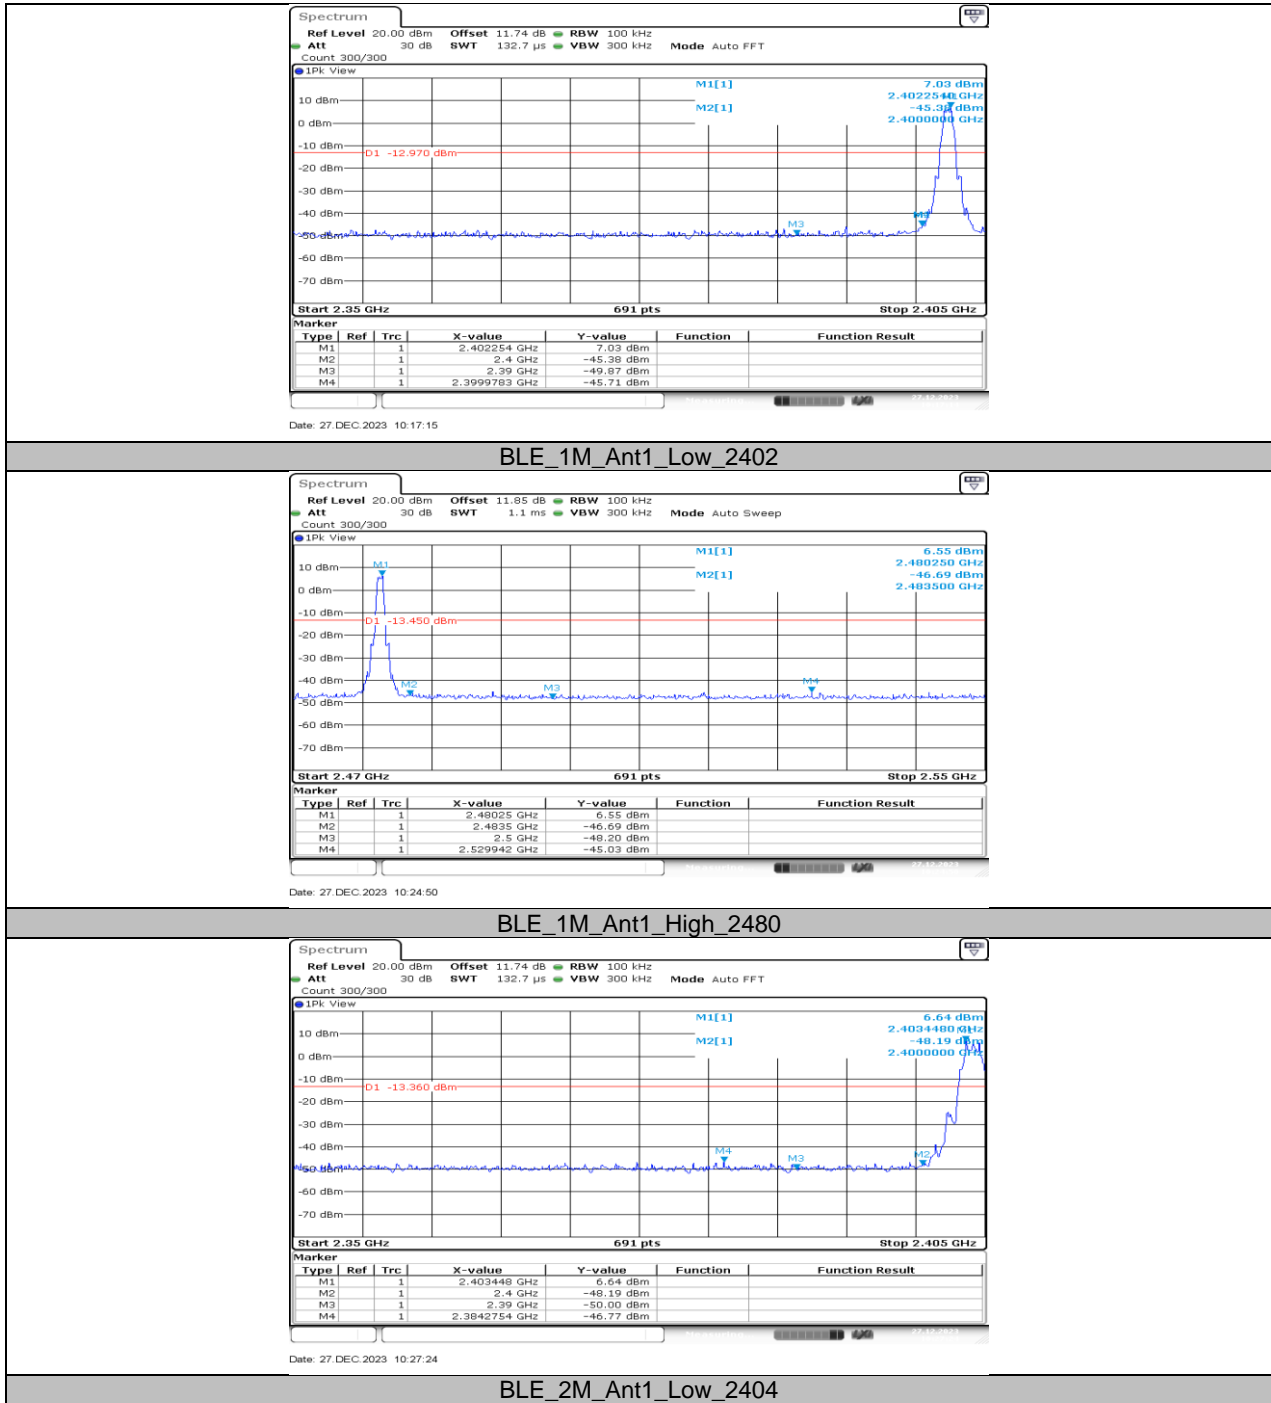 Spectrum
Ref Level 20.00 dBm Offset 11.74 dB RBW 100 kHz
Att 30 dB SWT 132.7 µs VBW 300 kHz Mode Auto FFT
Count 300/300
1Pk View
M1[1] 7.03 dBm
2.4022540 GHz
M2[1] -45.38 dBm
2.4000000 GHz
10 dBm
0 dBm
-10 dBm
D1 -12.970 dBm
-20 dBm
-30 dBm
-40 dBm
M3
-50 dBm
-60 dBm
-70 dBm
Start 2.35 GHz 691 pts Stop 2.405 GHz
Marker
Type Ref Trc X-value Y-value Function Function Result
M1 1 2.402254 GHz 7.03 dBm
M2 1 2.4 GHz -45.38 dBm
M3 1 2.39 GHz -49.87 dBm
M4 1 2.3999783 GHz -45.71 dBm
Date: 27.DEC.2023 10:17:15
BLE_1M_Ant1_Low_2402
Spectrum
Ref Level 20.00 dBm Offset 11.85 dB RBW 100 kHz
Att 30 dB SWT 1.1 ms VBW 300 kHz Mode Auto Sweep
Count 300/300
1Pk View
M1[1] 6.55 dBm
2.480250 GHz
M2[1] -46.69 dBm
2.483500 GHz
10 dBm
M1
0 dBm
-10 dBm
D1 -13.450 dBm
-20 dBm
-30 dBm
-40 dBm
M2 M3 M4
-50 dBm
-60 dBm
-70 dBm
Start 2.47 GHz 691 pts Stop 2.55 GHz
Marker
Type Ref Trc X-value Y-value Function Function Result
M1 1 2.48025 GHz 6.55 dBm
M2 1 2.4835 GHz -46.69 dBm
M3 1 2.5 GHz -48.20 dBm
M4 1 2.529942 GHz -45.03 dBm
Date: 27.DEC.2023 10:24:50
BLE_1M_Ant1_High_2480
Spectrum
Ref Level 20.00 dBm Offset 11.74 dB RBW 100 kHz
Att 30 dB SWT 132.7 µs VBW 300 kHz Mode Auto FFT
Count 300/300
1Pk View
M1[1] 6.64 dBm
2.4034480 GHz
M2[1] -48.19 dBm
2.4000000 GHz
10 dBm
0 dBm
-10 dBm
D1 -13.360 dBm
-20 dBm
-30 dBm
-40 dBm
M4 M3 M2
-50 dBm
-60 dBm
-70 dBm
Start 2.35 GHz 691 pts Stop 2.405 GHz
Marker
Type Ref Trc X-value Y-value Function Function Result
M1 1 2.403448 GHz 6.64 dBm
M2 1 2.4 GHz -48.19 dBm
M3 1 2.39 GHz -50.00 dBm
M4 1 2.3842754 GHz -46.77 dBm
Date: 27.DEC.2023 10:27:24
BLE_2M_Ant1_Low_2404